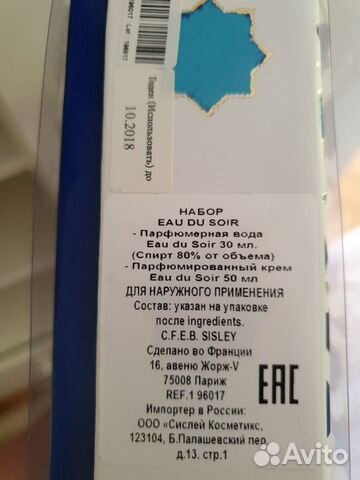 196017 Lot : 196k17
Годен (Использовать) до
10.2018
НАБОР
EAU DU SOIR
- Парфюмерная вода
Eau du Soir 30 мл.
(Спирт 80% от объема)
- Парфюмированный крем
Eau du Soir 50 мл
ДЛЯ НАРУЖНОГО ПРИМЕНЕНИЯ
Состав: указан на упаковке
после ingredients.
C.F.E.B. SISLEY
Сделано во Франции
16, авеню Жорж-V
75008 Париж
REF.1 96017
Импортер в России:
ООО «Сислей Косметикс,
123104, Б.Палашевский пер.
д.13, стр.1
EAC
Avito